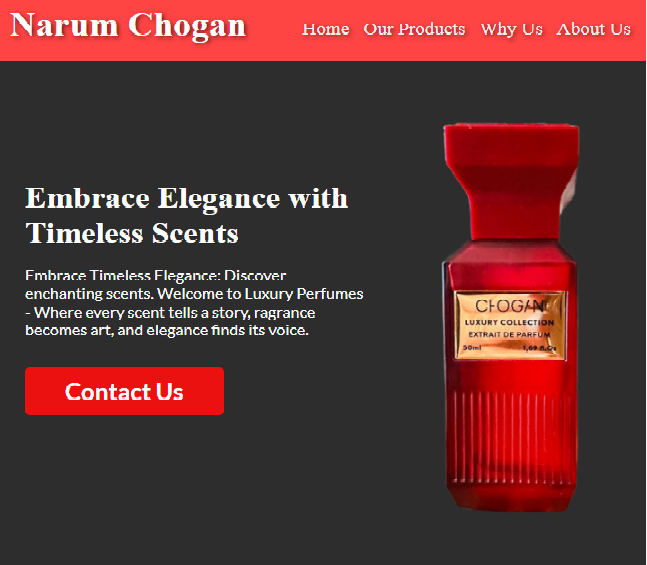 Narum Chogan
Home Our Products Why Us About Us
Embrace Elegance with
Timeless Scents
Embrace Timeless Elegance: Discover
enchanting scents. Welcome to Luxury Perfumes
- Where every scent tells a story, ragrance
becomes art, and elegance finds its voice.
Contact Us
CHOGAN
LUXURY COLLECTION
EXTRAIT DE PARFUM
50ml 1,69 fl.Oz